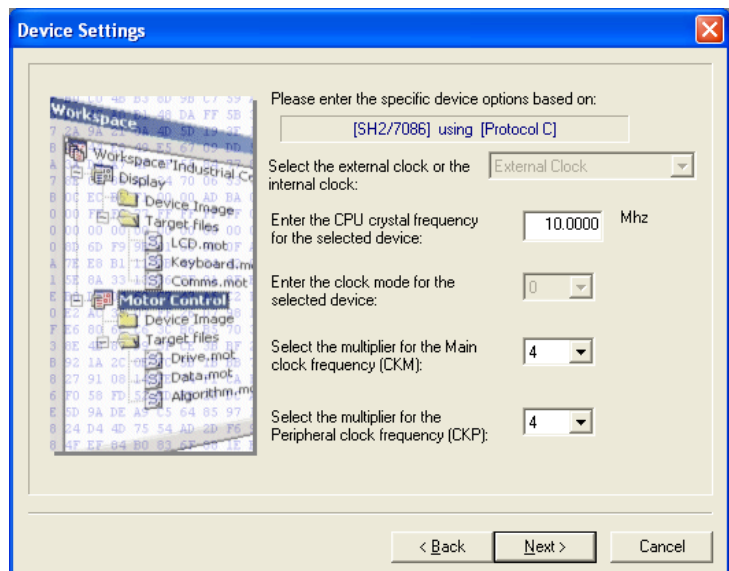 Device Settings
Workspace
Workspace 'Industrial Co
Display
Device Image
Target files
LCD.mot
Keyboard.m
Comms.mot
Motor Control
Device Image
Target files
Drive.mot
Data.mot
Algorithm.mo
Please enter the specific device options based on:
[SH2/7086] using [Protocol C]
Select the external clock or the
internal clock:
External Clock
Enter the CPU crystal frequency
for the selected device:
10.0000 Mhz
Enter the clock mode for the
selected device:
0
Select the multiplier for the Main
clock frequency (CKM):
4
Select the multiplier for the
Peripheral clock frequency (CKP):
4
< Back
Next >
Cancel